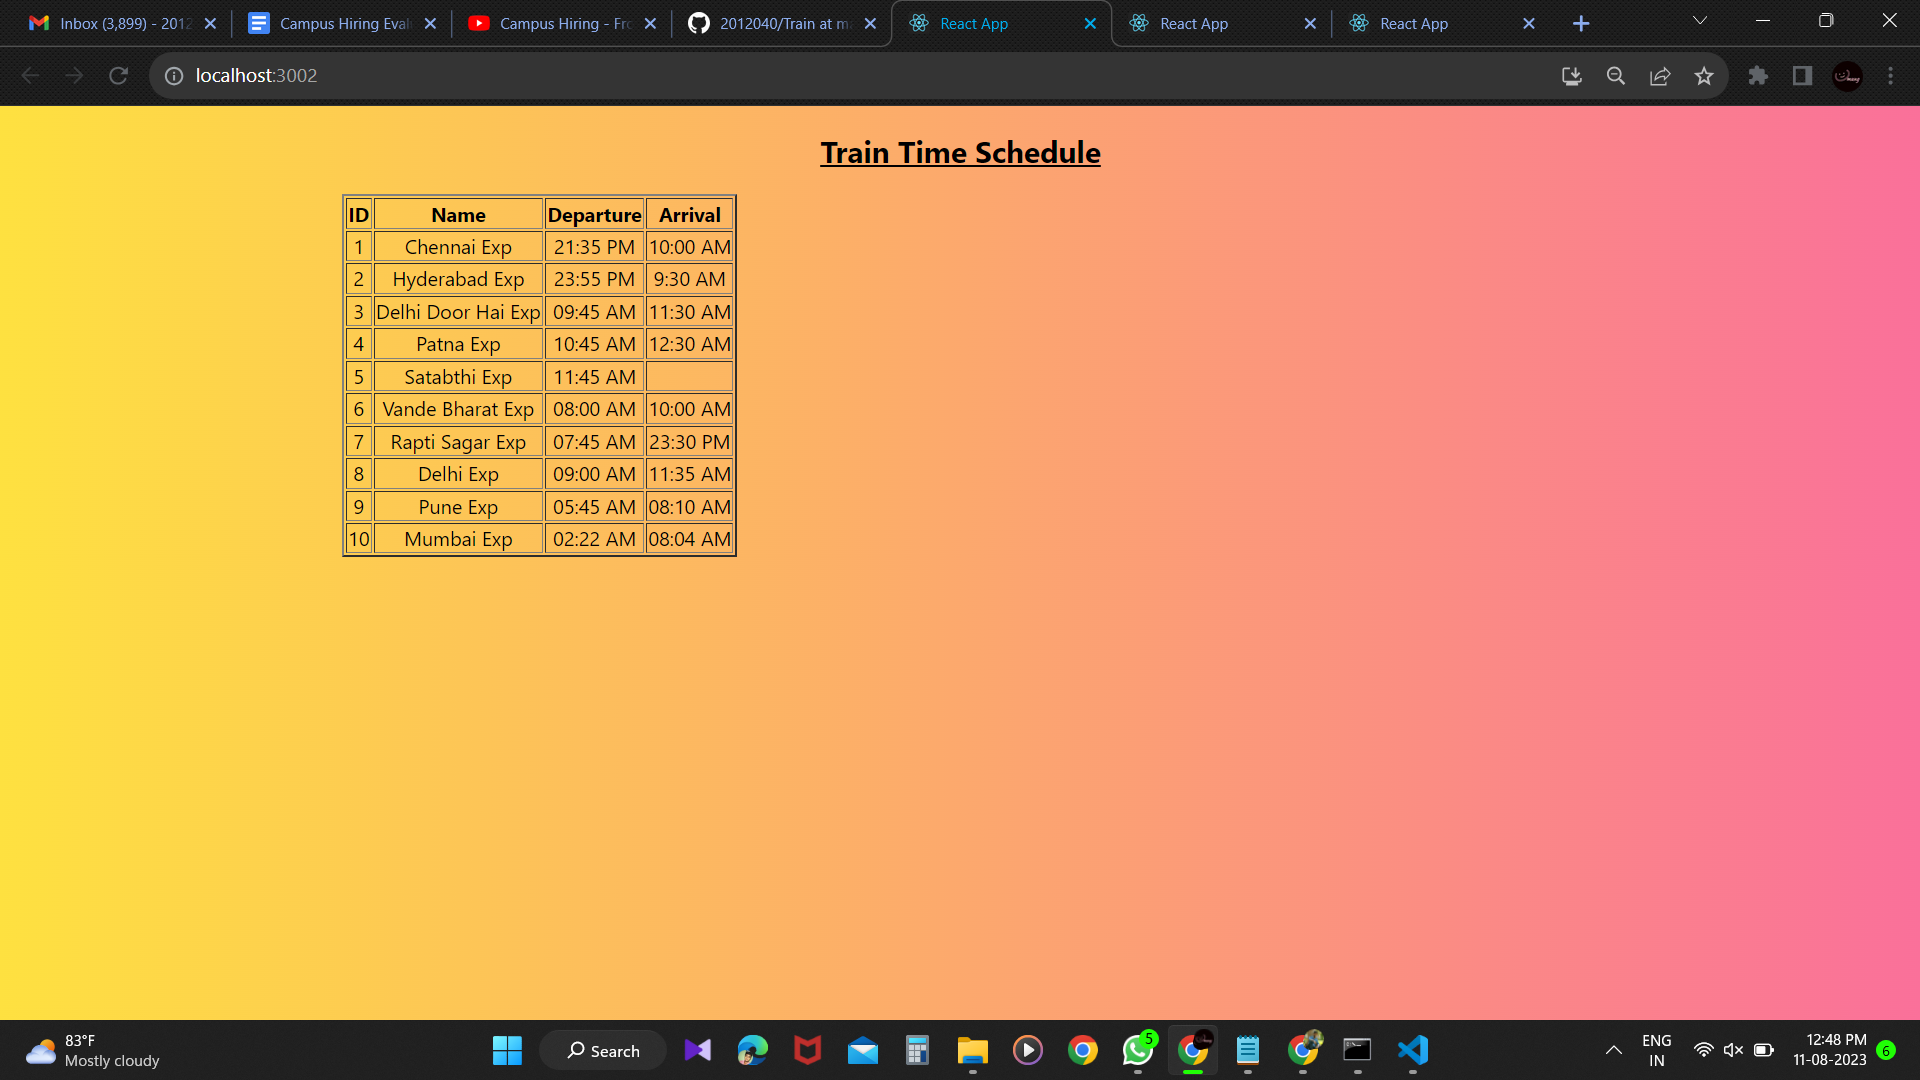 Inbox (3,899) - 2012
Campus Hiring Eval
Campus Hiring - Fro
2012040/Train at ma
React App
React App
React App
localhost:3002
Train Time Schedule
ID Name Departure Arrival
1 Chennai Exp 21:35 PM 10:00 AM
2 Hyderabad Exp 23:55 PM 9:30 AM
3 Delhi Door Hai Exp 09:45 AM 11:30 AM
4 Patna Exp 10:45 AM 12:30 AM
5 Satabthi Exp 11:45 AM
6 Vande Bharat Exp 08:00 AM 10:00 AM
7 Rapti Sagar Exp 07:45 AM 23:30 PM
8 Delhi Exp 09:00 AM 11:35 AM
9 Pune Exp 05:45 AM 08:10 AM
10 Mumbai Exp 02:22 AM 08:04 AM
83°F
Mostly cloudy
Search
5
ENG
IN
12:48 PM
11-08-2023
6